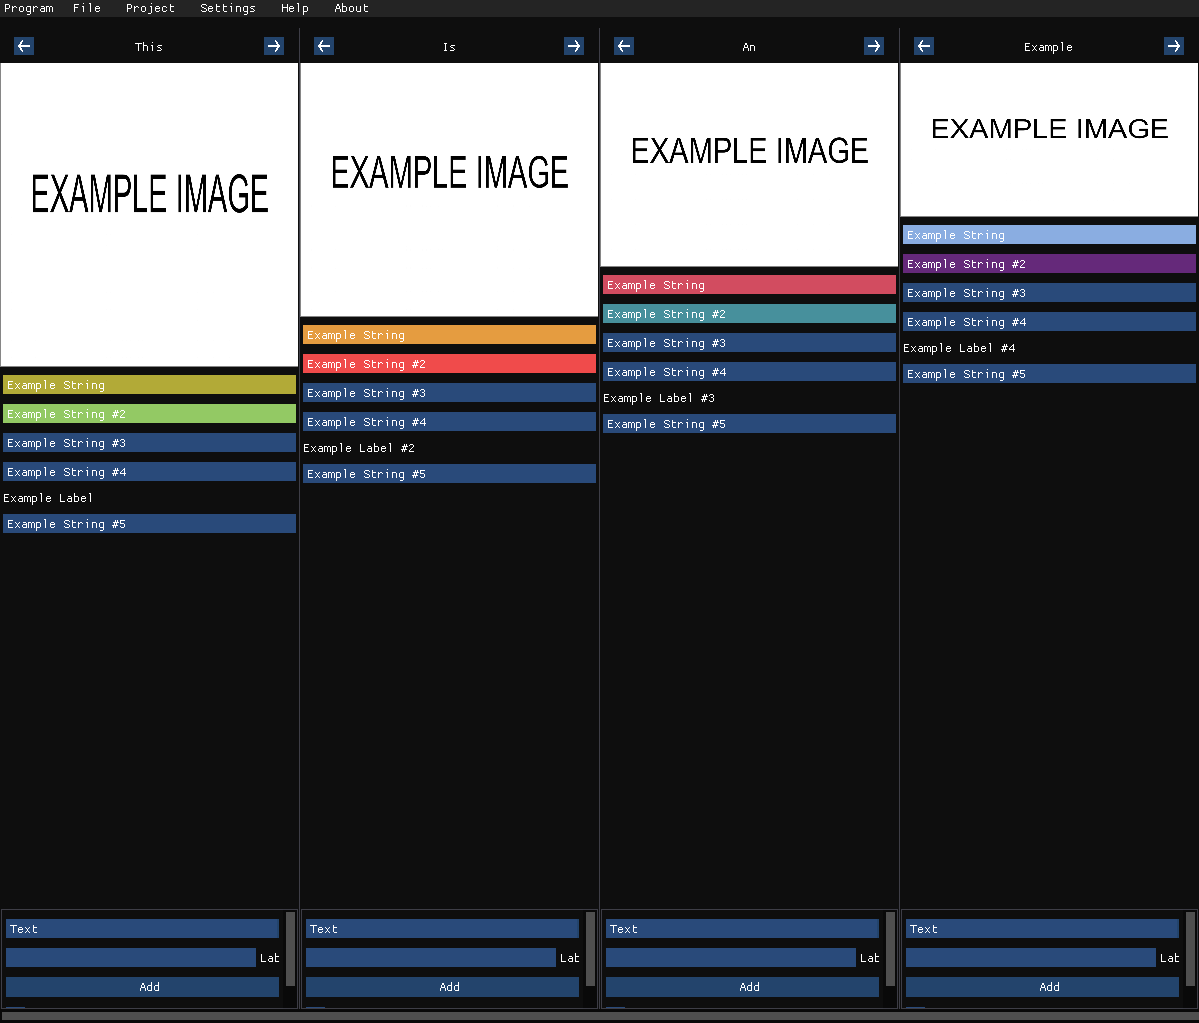 Program File Project Settings Help About
This
EXAMPLE IMAGE
Example String
Example String #2
Example String #3
Example String #4
Example Label
Example String #5
Text
Lab
Add
Is
EXAMPLE IMAGE
Example String
Example String #2
Example String #3
Example String #4
Example Label #2
Example String #5
Text
Lab
Add
An
EXAMPLE IMAGE
Example String
Example String #2
Example String #3
Example String #4
Example Label #3
Example String #5
Text
Lab
Add
Example
EXAMPLE IMAGE
Example String
Example String #2
Example String #3
Example String #4
Example Label #4
Example String #5
Text
Lab
Add